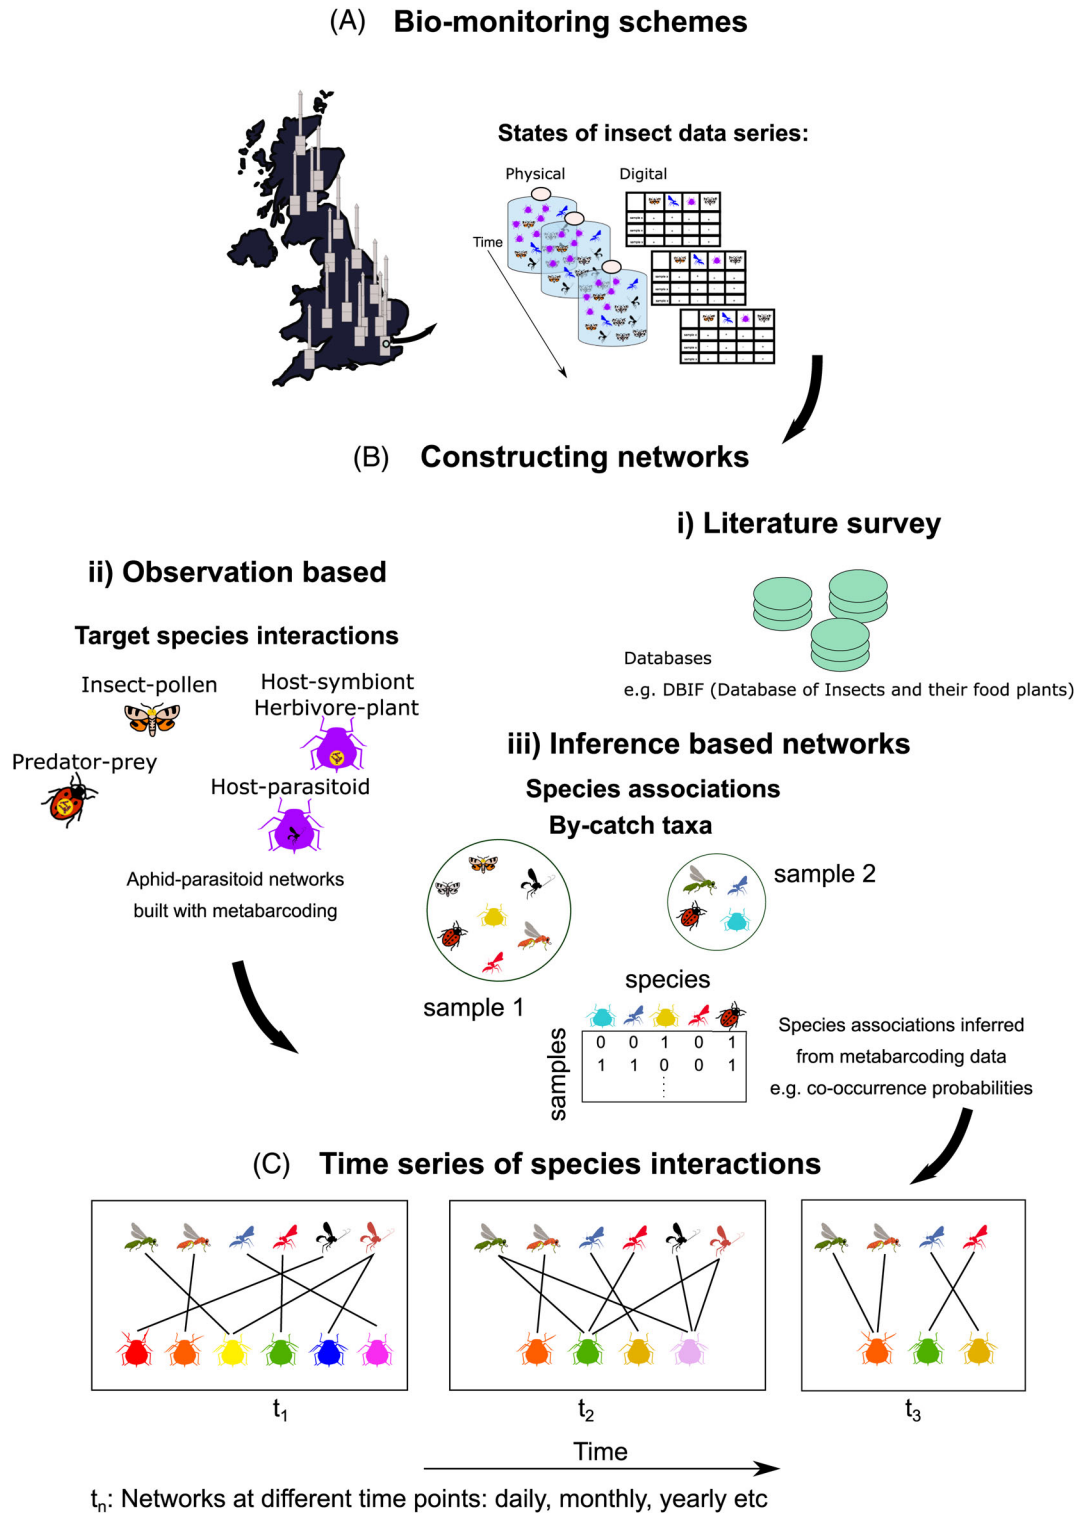 (A) Bio-monitoring schemes
States of insect data series:
Physical
Digital
Time
(B) Constructing networks
i) Literature survey
Databases
e.g. DBIF (Database of Insects and their food plants)
ii) Observation based
Target species interactions
Insect-pollen
Host-symbiont
Herbivore-plant
Predator-prey
Host-parasitoid
Aphid-parasitoid networks
built with metabarcoding
iii) Inference based networks
Species associations
By-catch taxa
sample 1
sample 2
species
samples
0 0 1 0 1
1 1 0 0 1
Species associations inferred
from metabarcoding data
e.g. co-occurrence probabilities
(C) Time series of species interactions
t1
t2
t3
Time
tn: Networks at different time points: daily, monthly, yearly etc